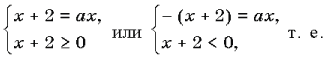 { x + 2 = ax, x + 2 ≥ 0 или { – (x + 2) = ax, x + 2 < 0, т. е.